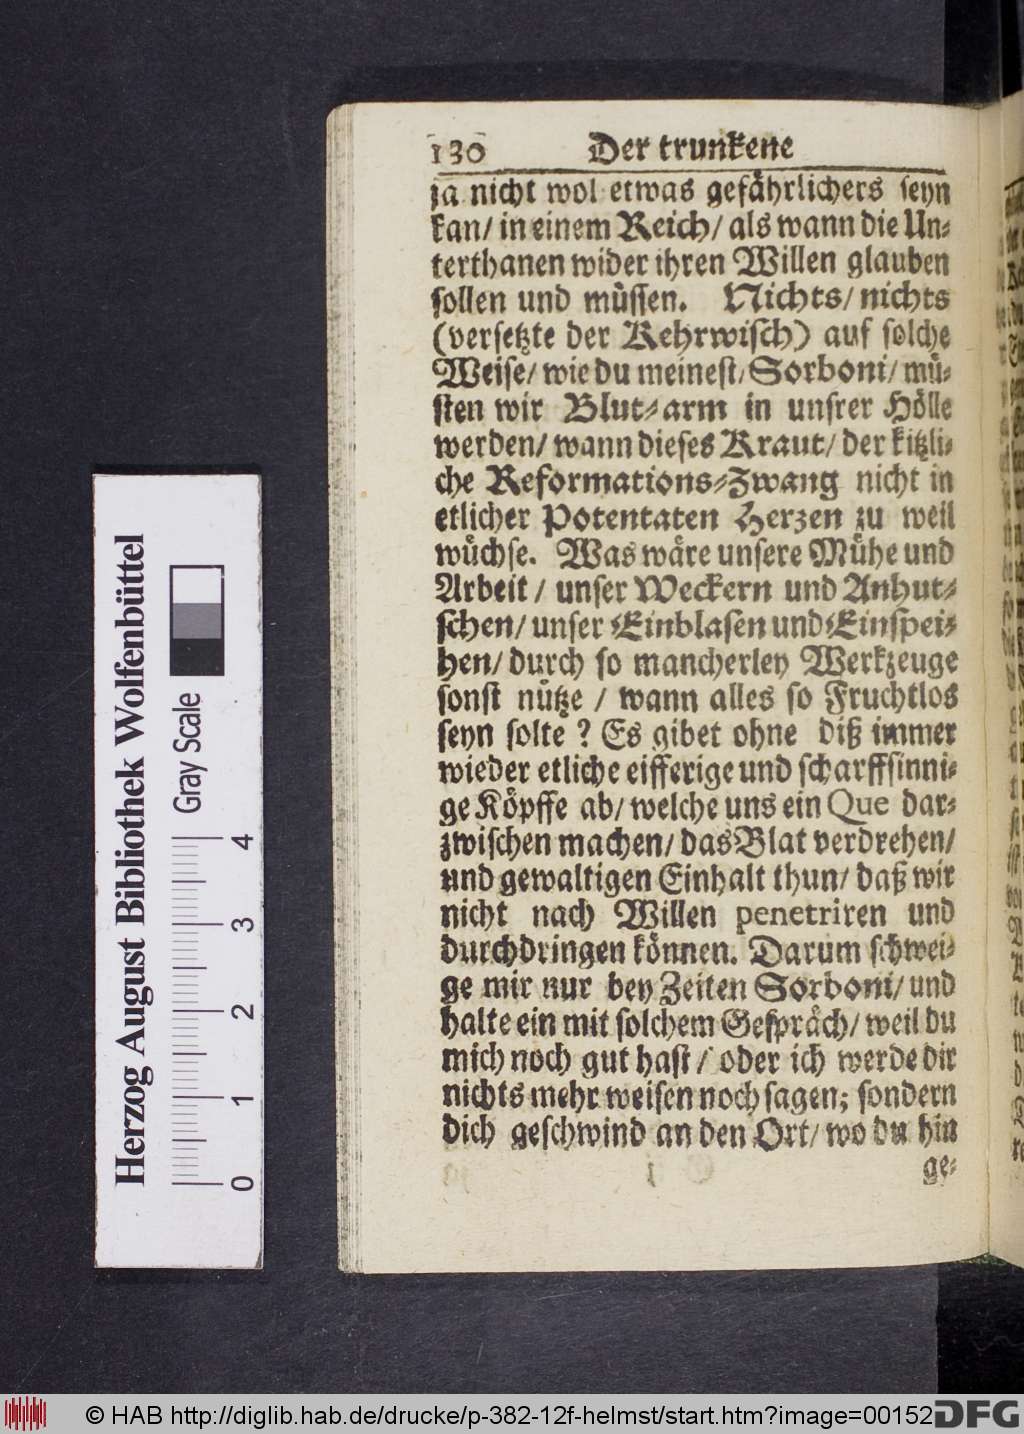 130 Der trunkene
ja nicht wol etwas gefährlichers seyn
kan/ in einem Reich/ als wann die Un-
terthanen wider ihren Willen glauben
sollen und müssen. Nichts/ nichts
(versetzte der Kehrwisch) auf solche
Weise/ wie du meinest/ Sorboni/ mü-
sten wir Blut-arm in unsrer Hölle
werden/ wann dieses Kraut/ der kitzli-
che Reformations-Zwang nicht in
etlicher Potentaten Herzen zu weil
wüchse. Was wäre unsere Mühe und
Arbeit/ unser Weckern und Anhut-
schen/ unser Einblasen und Einspei-
hen/ durch so mancherley Werkzeuge
sonst nütze/ wann alles so Fruchtlos
seyn solte? Es gibet ohne diß immer
wieder etliche eifferige und scharffsinni-
ge Köpffe ab/ welche uns ein Que dar-
zwischen machen/ das Blat verdrehen/
und gewaltigen Einhalt thun/ daß wir
nicht nach Willen penetriren und
durchdringen können. Darum schwei-
ge mir nur bey Zeiten Sorboni/ und
halte ein mit solchem Gespräch/ weil du
mich noch gut hast/ oder ich werde dir
nichts mehr weisen noch sagen; sondern
dich geschwind an den Ort/ wo du hin
ge-
Herzog August Bibliothek Wolfenbüttel
Gray Scale
0 1 2 3 4
© HAB http://diglib.hab.de/drucke/p-382-12f-helmst/start.htm?image=00152
DFG